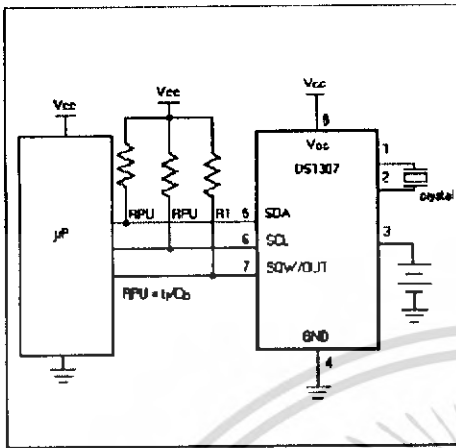 Vcc
Vcc
Vcc
8
Vcc
DS1307
1
2
crystal
RPU
RPU
R1
5
SDA
µP
6
SCL
3
7
SQW/OUT
RPU = tr/Cb
GND
4